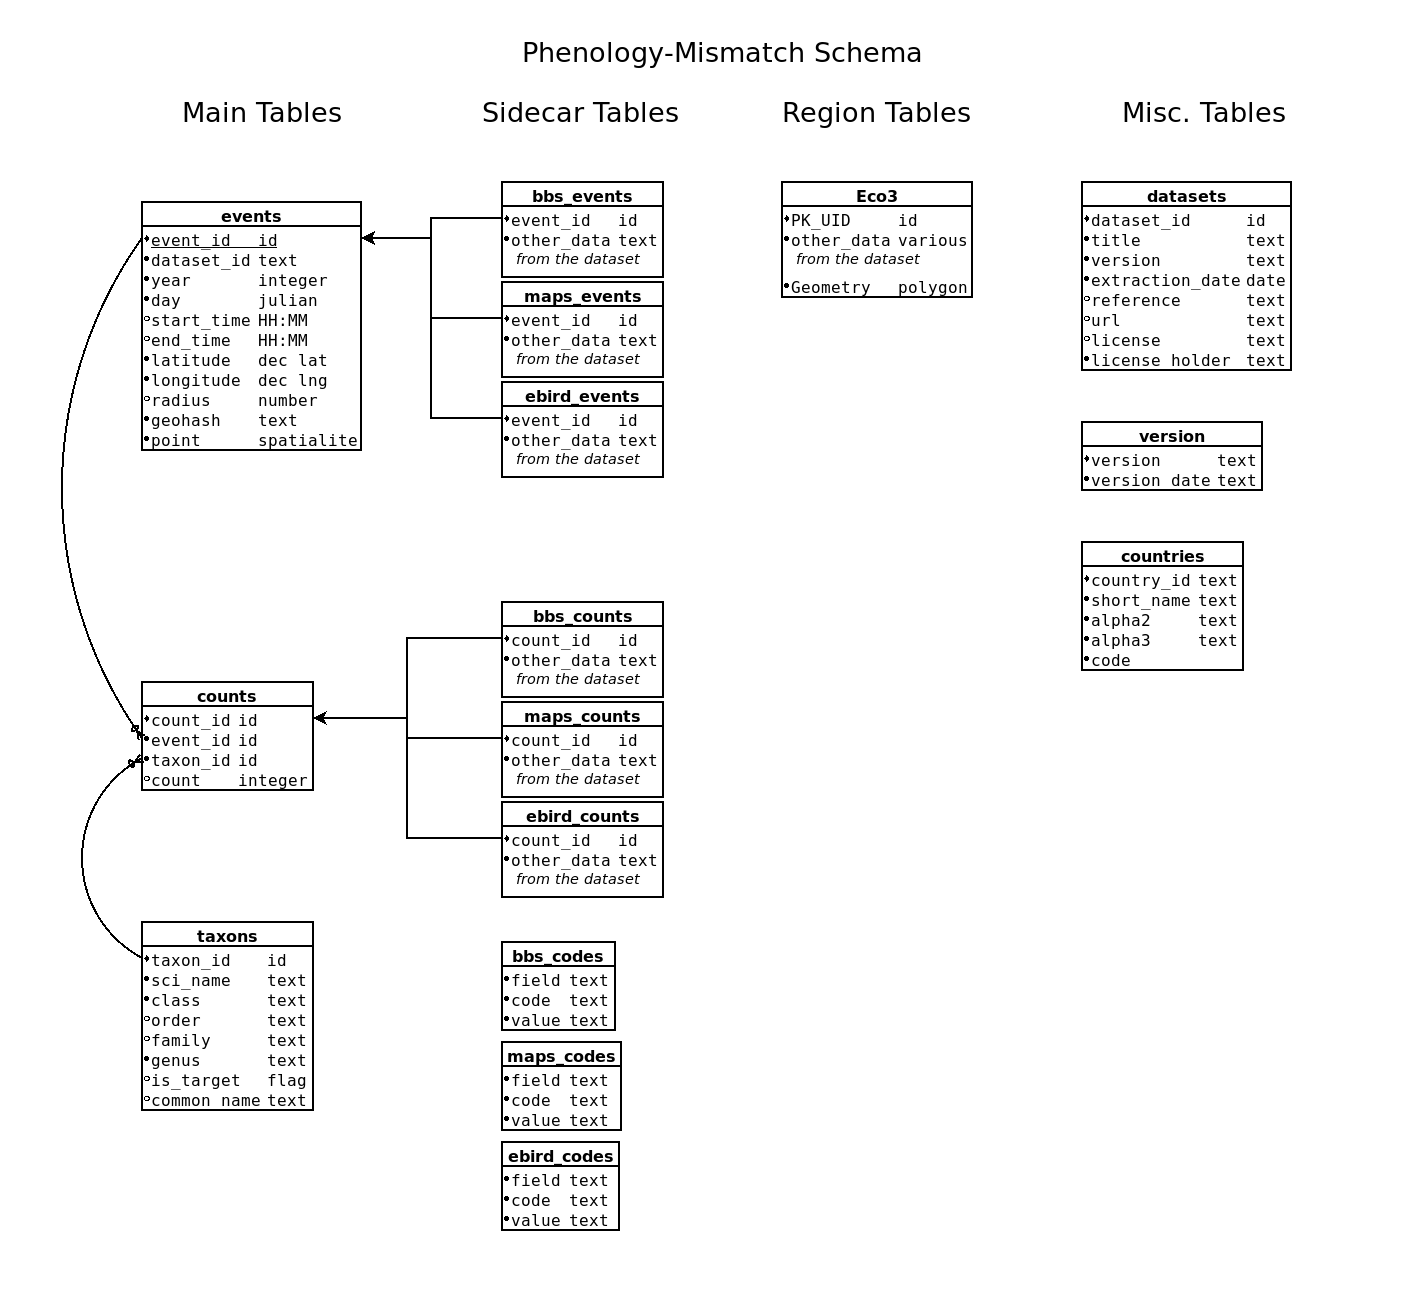 Phenology-Mismatch Schema
Main Tables
events
event_id id
dataset_id text
year integer
day julian
start_time HH:MM
end_time HH:MM
latitude dec lat
longitude dec lng
radius number
geohash text
point spatialite
counts
count_id id
event_id id
taxon_id id
count integer
taxons
taxon_id id
sci_name text
class text
order text
family text
genus text
is_target flag
common_name text
Sidecar Tables
bbs_events
event_id id
other_data text
from the dataset
maps_events
event_id id
other_data text
from the dataset
ebird_events
event_id id
other_data text
from the dataset
bbs_counts
count_id id
other_data text
from the dataset
maps_counts
count_id id
other_data text
from the dataset
ebird_counts
count_id id
other_data text
from the dataset
bbs_codes
field text
code text
value text
maps_codes
field text
code text
value text
ebird_codes
field text
code text
value text
Region Tables
Eco3
PK_UID id
other_data various
from the dataset
Geometry polygon
Misc. Tables
datasets
dataset_id id
title text
version text
extraction_date date
reference text
url text
license text
license_holder text
version
version text
version_date text
countries
country_id text
short_name text
alpha2 text
alpha3 text
code